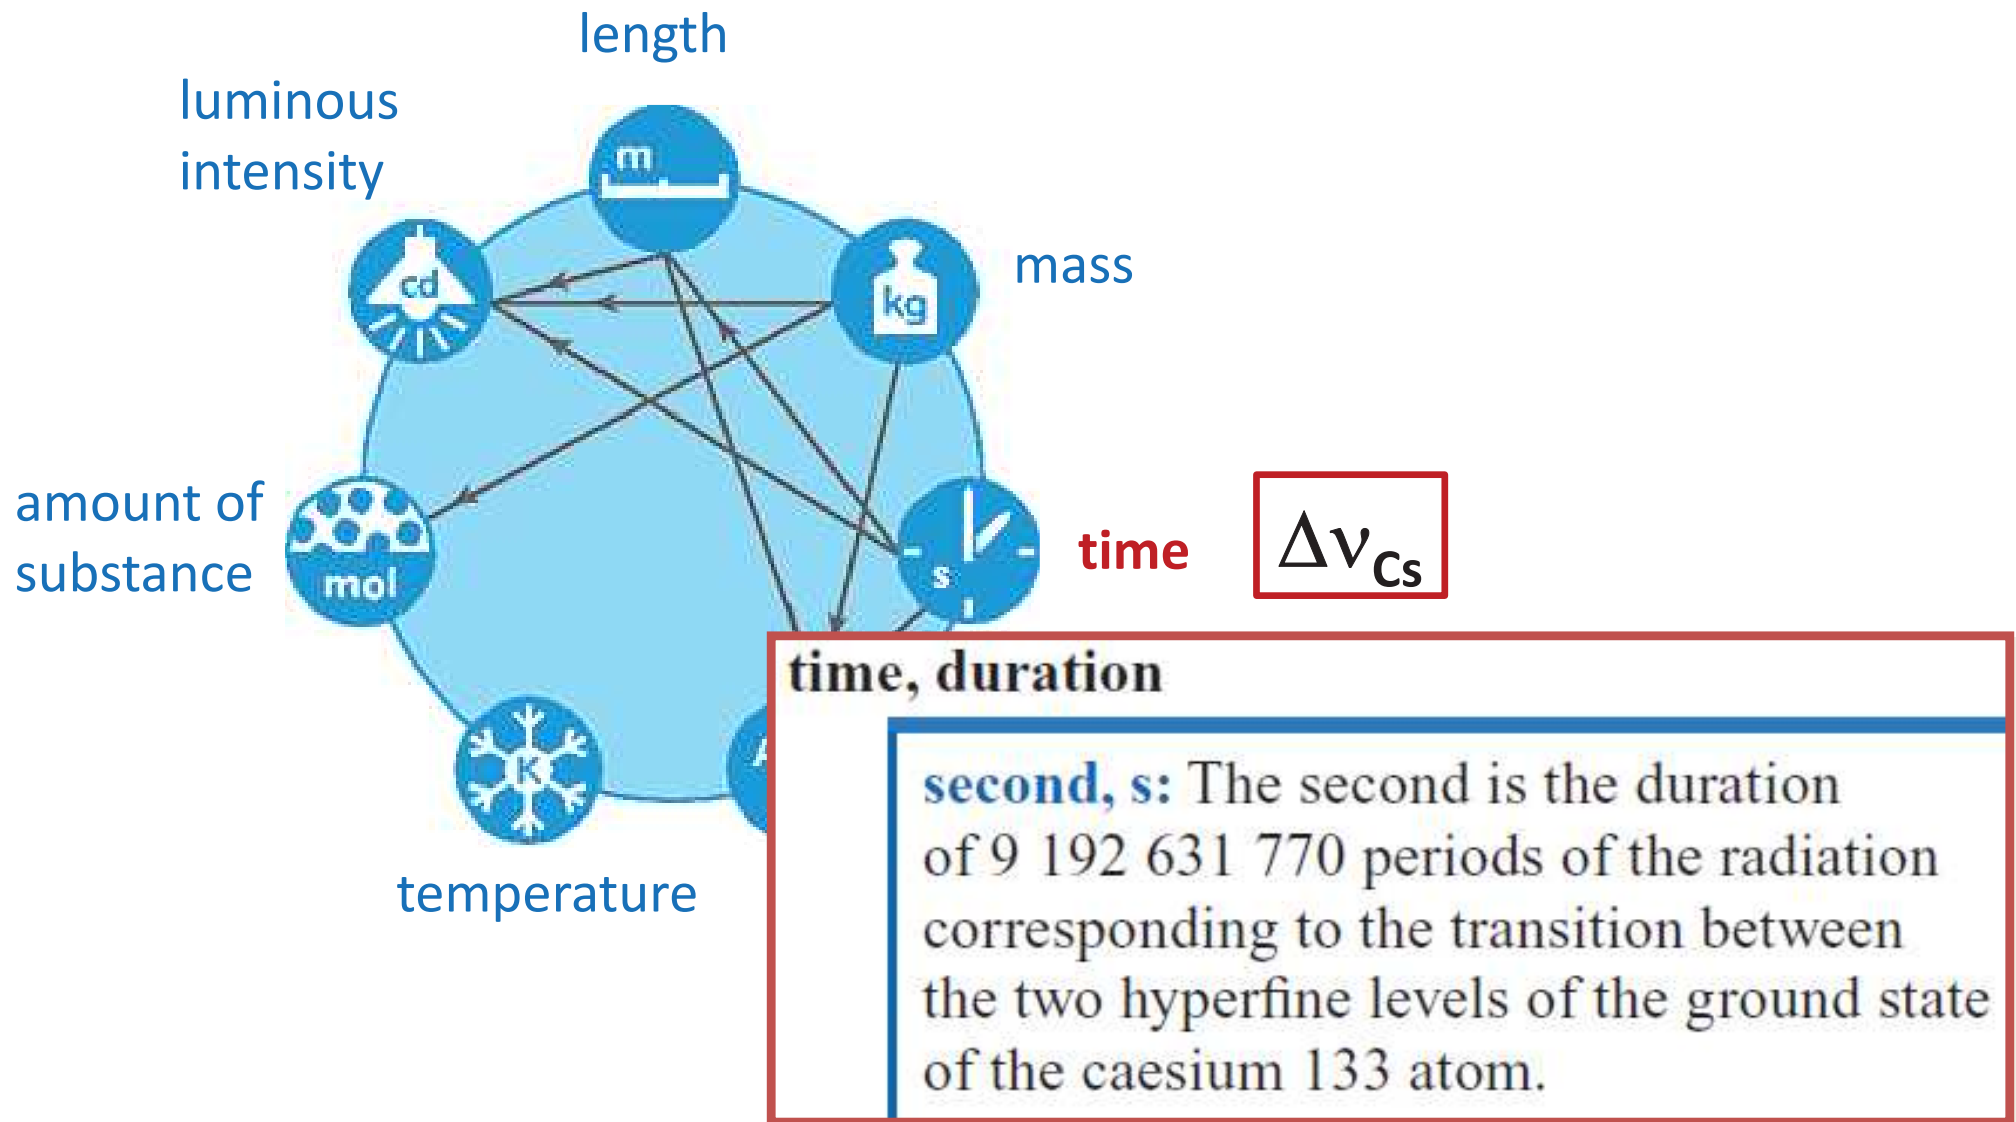 length
luminous
intensity
m
cd
kg
mass
amount of
substance
mol
s
time
Δν_Cs
time, duration
K
second, s: The second is the duration
of 9 192 631 770 periods of the radiation
corresponding to the transition between
the two hyperfine levels of the ground state
of the caesium 133 atom.
temperature